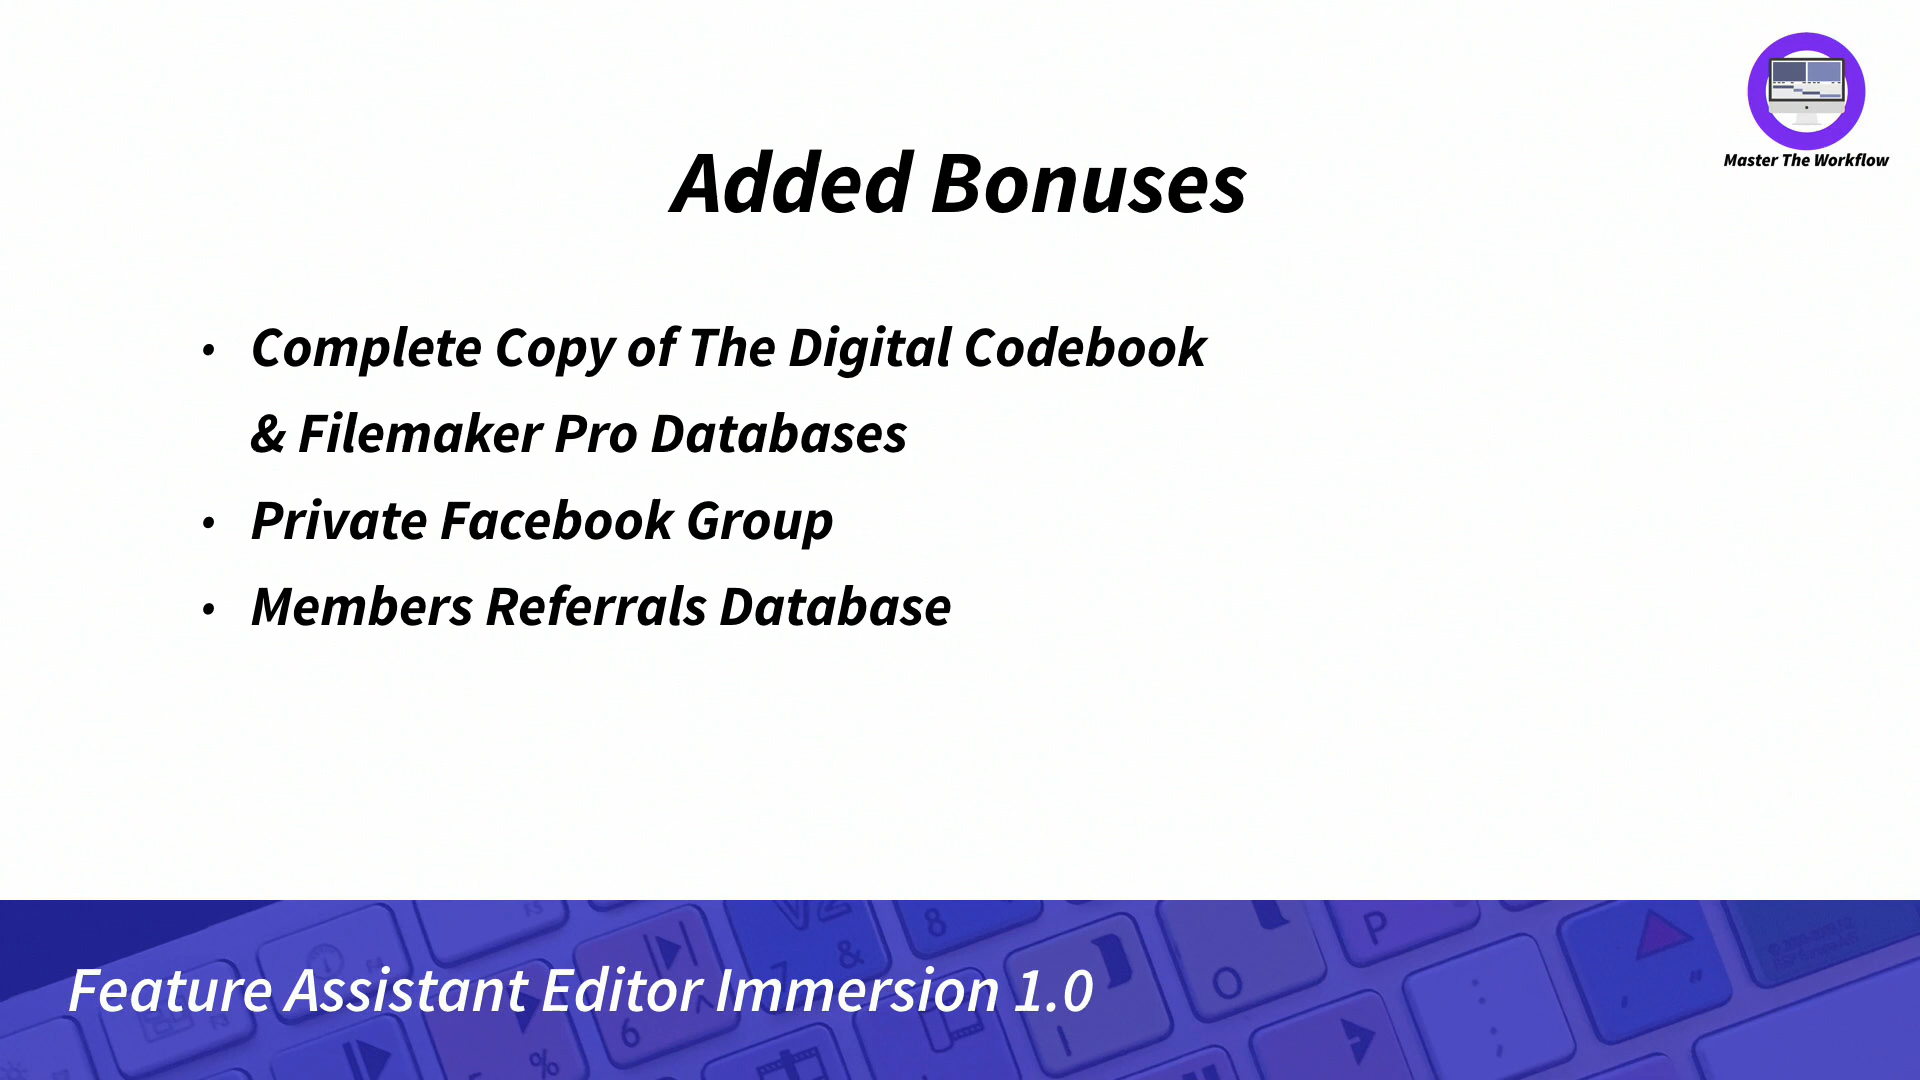 Master The Workflow
Added Bonuses
• Complete Copy of The Digital Codebook
& Filemaker Pro Databases
• Private Facebook Group
• Members Referrals Database
Feature Assistant Editor Immersion 1.0